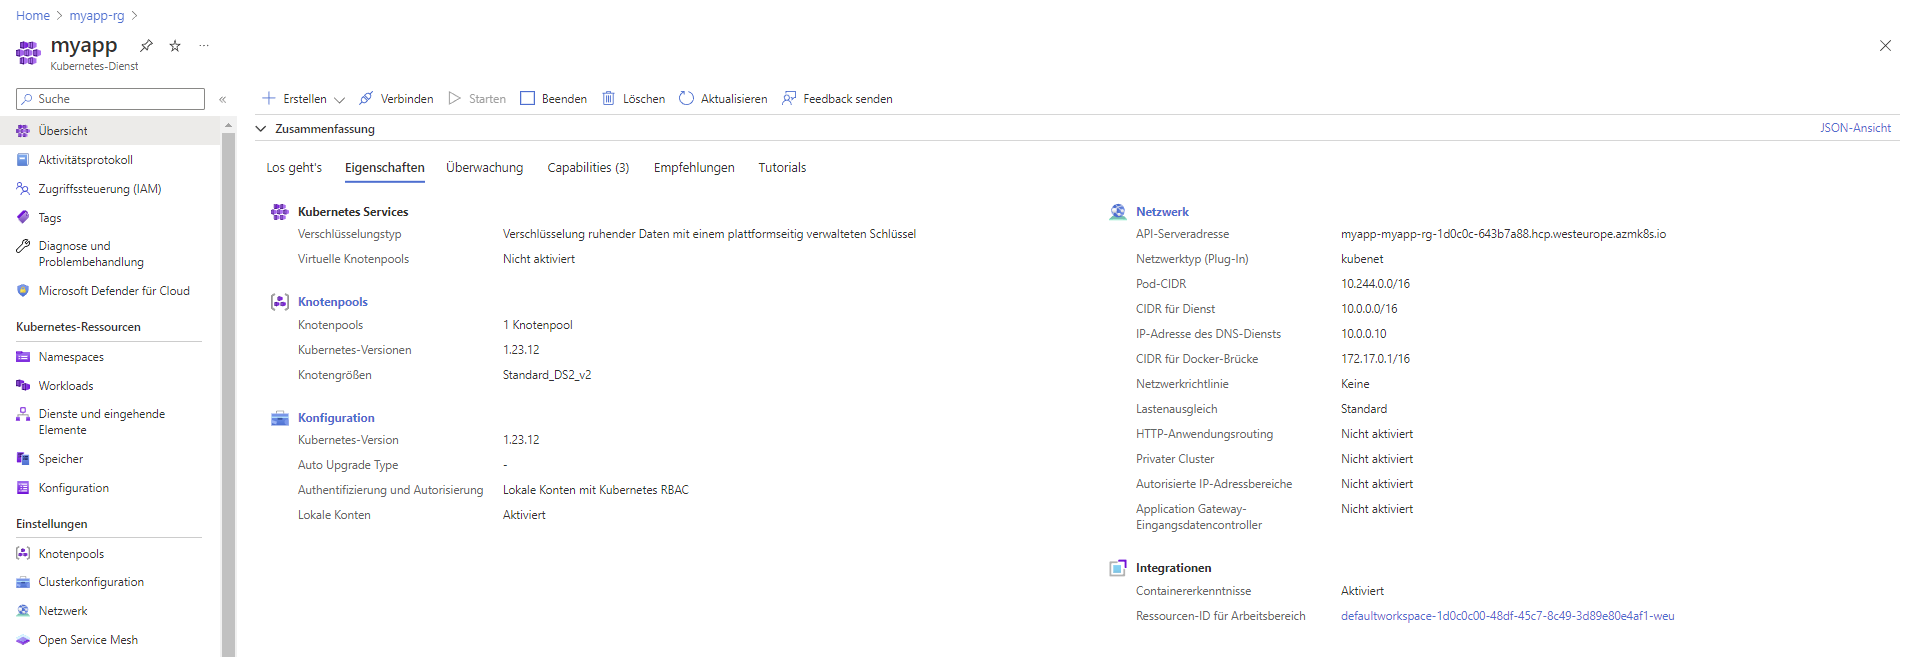 Home > myapp-rg >
myapp
Kubernetes-Dienst
Suche
«
Erstellen
Verbinden
Starten
Beenden
Löschen
Aktualisieren
Feedback senden
Übersicht
Aktivitätsprotokoll
Zugriffssteuerung (IAM)
Tags
Diagnose und
Problembehandlung
Microsoft Defender für Cloud
Kubernetes-Ressourcen
Namespaces
Workloads
Dienste und eingehende
Elemente
Speicher
Konfiguration
Einstellungen
Knotenpools
Clusterkonfiguration
Netzwerk
Open Service Mesh
Zusammenfassung
JSON-Ansicht
Los geht's
Eigenschaften
Überwachung
Capabilities (3)
Empfehlungen
Tutorials
Kubernetes Services
Verschlüsselungstyp Verschlüsselung ruhender Daten mit einem plattformseitig verwalteten Schlüssel
Virtuelle Knotenpools Nicht aktiviert
Knotenpools
Knotenpools 1 Knotenpool
Kubernetes-Versionen 1.23.12
Knotengrößen Standard_DS2_v2
Konfiguration
Kubernetes-Version 1.23.12
Auto Upgrade Type -
Authentifizierung und Autorisierung Lokale Konten mit Kubernetes RBAC
Lokale Konten Aktiviert
Netzwerk
API-Serveradresse myapp-myapp-rg-1d0c0c-643b7a88.hcp.westeurope.azmk8s.io
Netzwerktyp (Plug-In) kubenet
Pod-CIDR 10.244.0.0/16
CIDR für Dienst 10.0.0.0/16
IP-Adresse des DNS-Diensts 10.0.0.10
CIDR für Docker-Brücke 172.17.0.1/16
Netzwerkrichtlinie Keine
Lastenausgleich Standard
HTTP-Anwendungsrouting Nicht aktiviert
Privater Cluster Nicht aktiviert
Autorisierte IP-Adressbereiche Nicht aktiviert
Application Gateway- Nicht aktiviert
Eingangsdatencontroller
Integrationen
Containererkenntnisse Aktiviert
Ressourcen-ID für Arbeitsbereich defaultworkspace-1d0c0c00-48df-45c7-8c49-3d89e80e4af1-weu